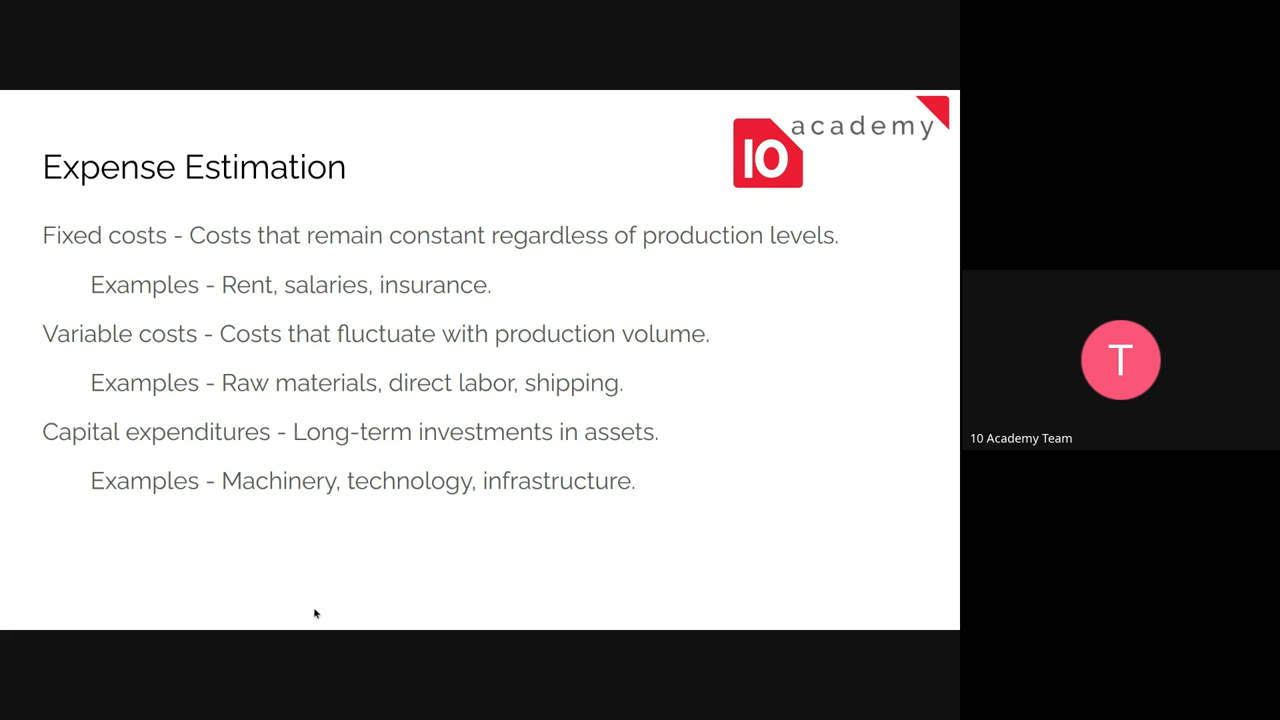 academy
10
Expense Estimation
Fixed costs - Costs that remain constant regardless of production levels.
Examples - Rent, salaries, insurance.
Variable costs - Costs that fluctuate with production volume.
Examples - Raw materials, direct labor, shipping.
Capital expenditures - Long-term investments in assets.
Examples - Machinery, technology, infrastructure.
T
10 Academy Team